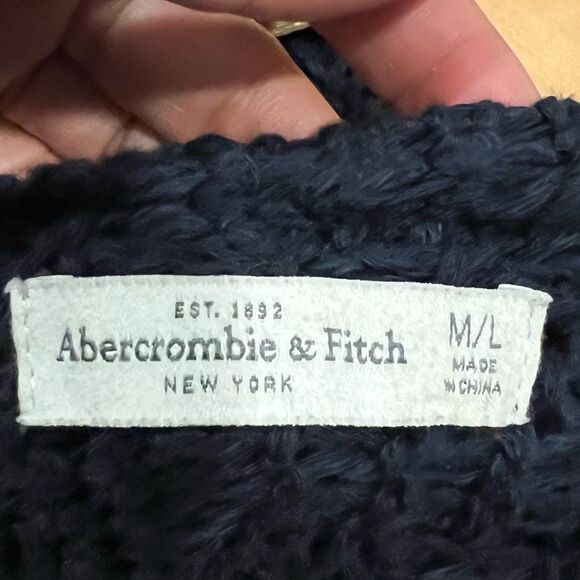 EST. 1892
Abercrombie & Fitch
NEW YORK
M/L
MADE
IN CHINA